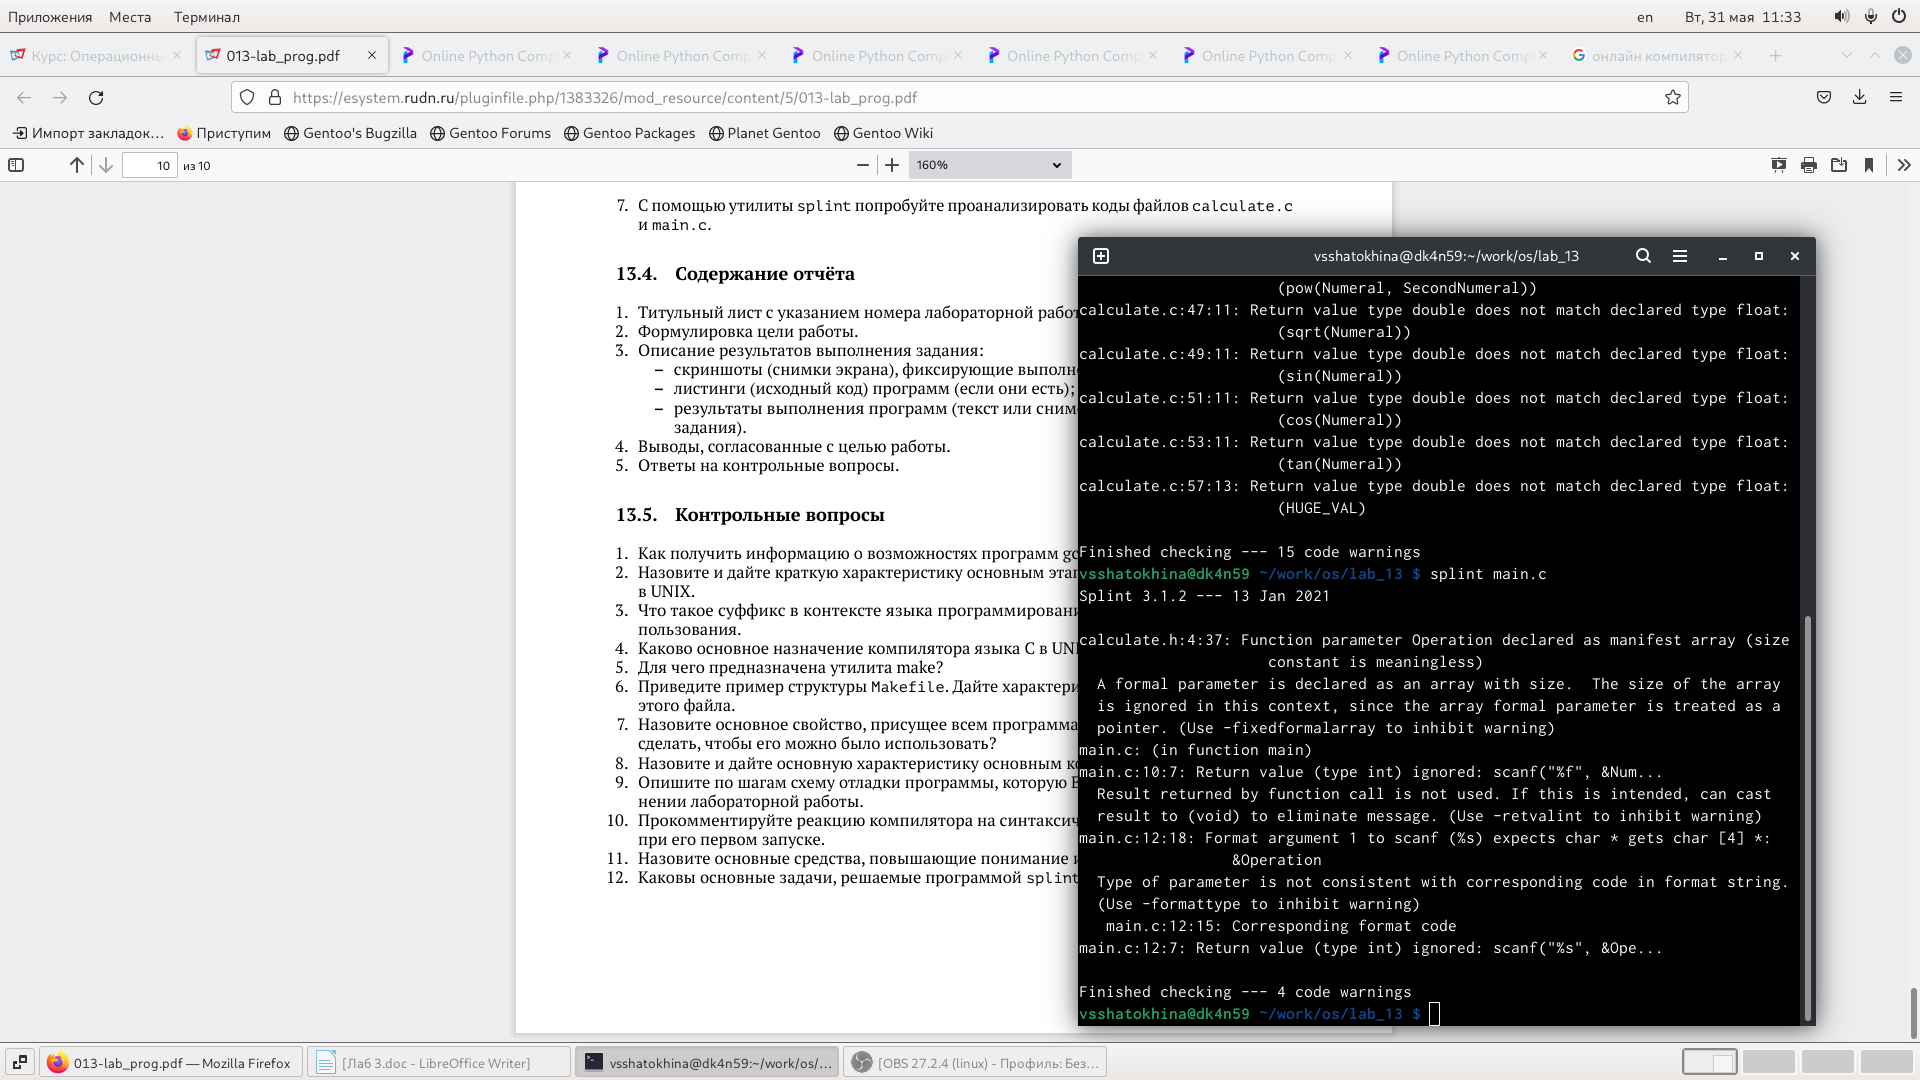 Приложения Места Терминал
en Вт, 31 мая 11:33
Курс: Операционны
013-lab_prog.pdf
Online Python Comp
Online Python Comp
Online Python Comp
Online Python Comp
Online Python Comp
Online Python Comp
онлайн компилятор
https://esystem.rudn.ru/pluginfile.php/1383326/mod_resource/content/5/013-lab_prog.pdf
Импорт закладок… Приступим Gentoo's Bugzilla Gentoo Forums Gentoo Packages Planet Gentoo Gentoo Wiki
10 из 10
160%
7. С помощью утилиты splint попробуйте проанализировать коды файлов calculate.c
и main.c.
13.4. Содержание отчёта
1. Титульный лист с указанием номера лабораторной работ
2. Формулировка цели работы.
3. Описание результатов выполнения задания:
– скриншоты (снимки экрана), фиксирующие выполн
– листинги (исходный код) программ (если они есть);
– результаты выполнения программ (текст или сним
задания).
4. Выводы, согласованные с целью работы.
5. Ответы на контрольные вопросы.
13.5. Контрольные вопросы
1. Как получить информацию о возможностях программ gc
2. Назовите и дайте краткую характеристику основным этап
в UNIX.
3. Что такое суффикс в контексте языка программировани
пользования.
4. Каково основное назначение компилятора языка С в UNI
5. Для чего предназначена утилита make?
6. Приведите пример структуры Makefile. Дайте характери
этого файла.
7. Назовите основное свойство, присущее всем программа
сделать, чтобы его можно было использовать?
8. Назовите и дайте основную характеристику основным ко
9. Опишите по шагам схему отладки программы, которую В
нении лабораторной работы.
10. Прокомментируйте реакцию компилятора на синтаксич
при его первом запуске.
11. Назовите основные средства, повышающие понимание и
12. Каковы основные задачи, решаемые программой splint
vsshatokhina@dk4n59:~/work/os/lab_13
(pow(Numeral, SecondNumeral))
calculate.c:47:11: Return value type double does not match declared type float:
(sqrt(Numeral))
calculate.c:49:11: Return value type double does not match declared type float:
(sin(Numeral))
calculate.c:51:11: Return value type double does not match declared type float:
(cos(Numeral))
calculate.c:53:11: Return value type double does not match declared type float:
(tan(Numeral))
calculate.c:57:13: Return value type double does not match declared type float:
(HUGE_VAL)
Finished checking --- 15 code warnings
vsshatokhina@dk4n59 ~/work/os/lab_13 $ splint main.c
Splint 3.1.2 --- 13 Jan 2021
calculate.h:4:37: Function parameter Operation declared as manifest array (size
constant is meaningless)
A formal parameter is declared as an array with size. The size of the array
is ignored in this context, since the array formal parameter is treated as a
pointer. (Use -fixedformalarray to inhibit warning)
main.c: (in function main)
main.c:10:7: Return value (type int) ignored: scanf("%f", &Num...
Result returned by function call is not used. If this is intended, can cast
result to (void) to eliminate message. (Use -retvalint to inhibit warning)
main.c:12:18: Format argument 1 to scanf (%s) expects char * gets char [4] *:
&Operation
Type of parameter is not consistent with corresponding code in format string.
(Use -formattype to inhibit warning)
main.c:12:15: Corresponding format code
main.c:12:7: Return value (type int) ignored: scanf("%s", &Ope...
Finished checking --- 4 code warnings
vsshatokhina@dk4n59 ~/work/os/lab_13 $
013-lab_prog.pdf — Mozilla Firefox
[Лаб 3.doc - LibreOffice Writer]
vsshatokhina@dk4n59:~/work/os/...
[OBS 27.2.4 (linux) - Профиль: Без...